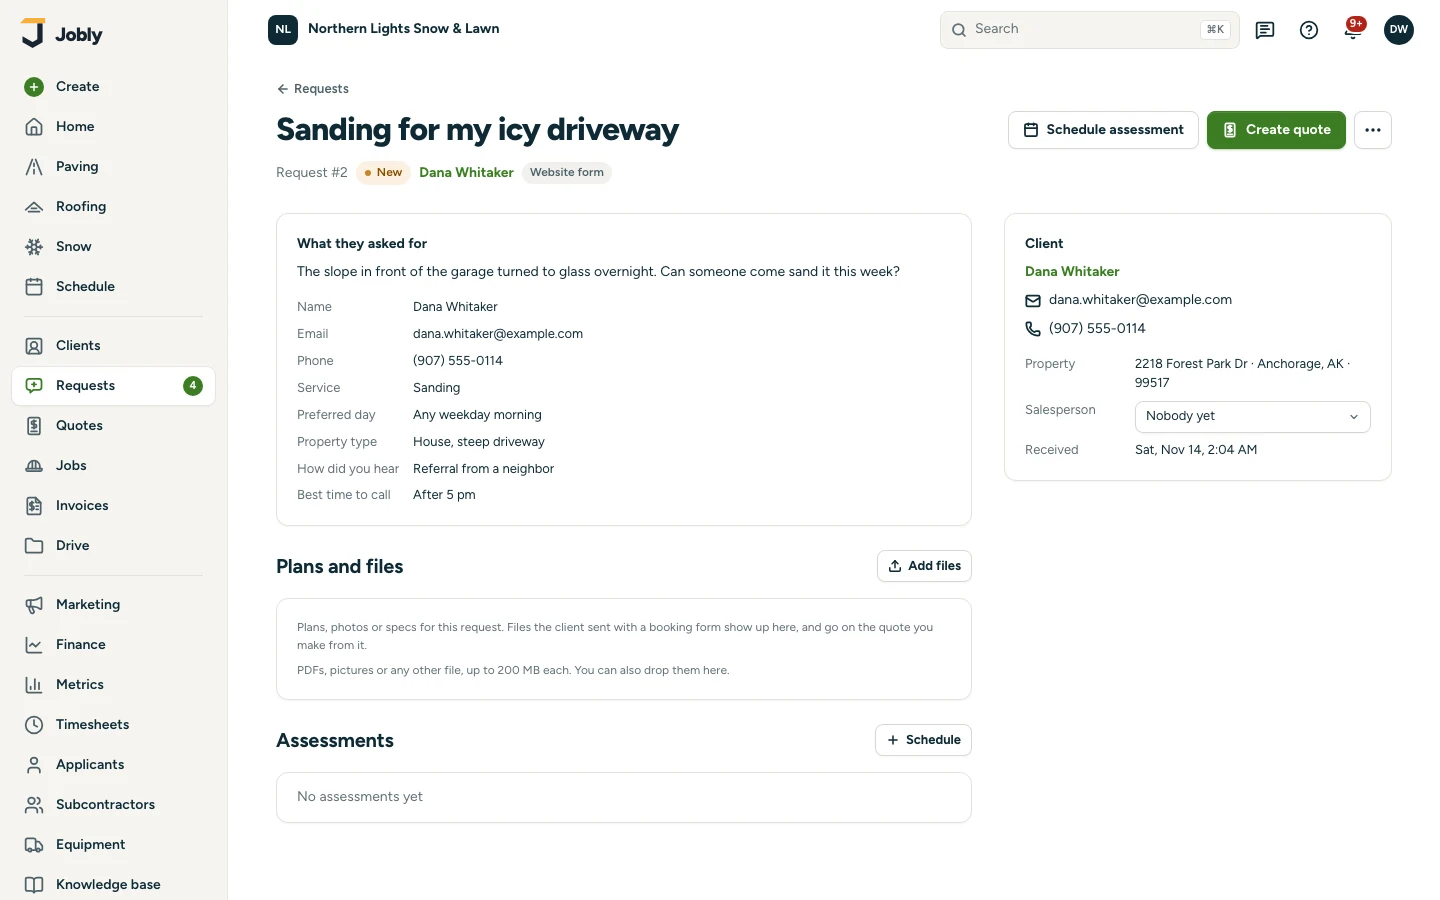 Jobly
Create
Home
Paving
Roofing
Snow
Schedule
Clients
Requests 4
Quotes
Jobs
Invoices
Drive
Marketing
Finance
Metrics
Timesheets
Applicants
Subcontractors
Equipment
Knowledge base
NL Northern Lights Snow & Lawn
Search ⌘K
9+
DW
← Requests
Sanding for my icy driveway
Schedule assessment
Create quote
Request #2 New Dana Whitaker Website form
What they asked for
The slope in front of the garage turned to glass overnight. Can someone come sand it this week?
Name Dana Whitaker
Email dana.whitaker@example.com
Phone (907) 555-0114
Service Sanding
Preferred day Any weekday morning
Property type House, steep driveway
How did you hear Referral from a neighbor
Best time to call After 5 pm
Client
Dana Whitaker
dana.whitaker@example.com
(907) 555-0114
Property 2218 Forest Park Dr · Anchorage, AK ·
99517
Salesperson Nobody yet
Received Sat, Nov 14, 2:04 AM
Plans and files
Add files
Plans, photos or specs for this request. Files the client sent with a booking form show up here, and go on the quote you
make from it.
PDFs, pictures or any other file, up to 200 MB each. You can also drop them here.
Assessments
+ Schedule
No assessments yet